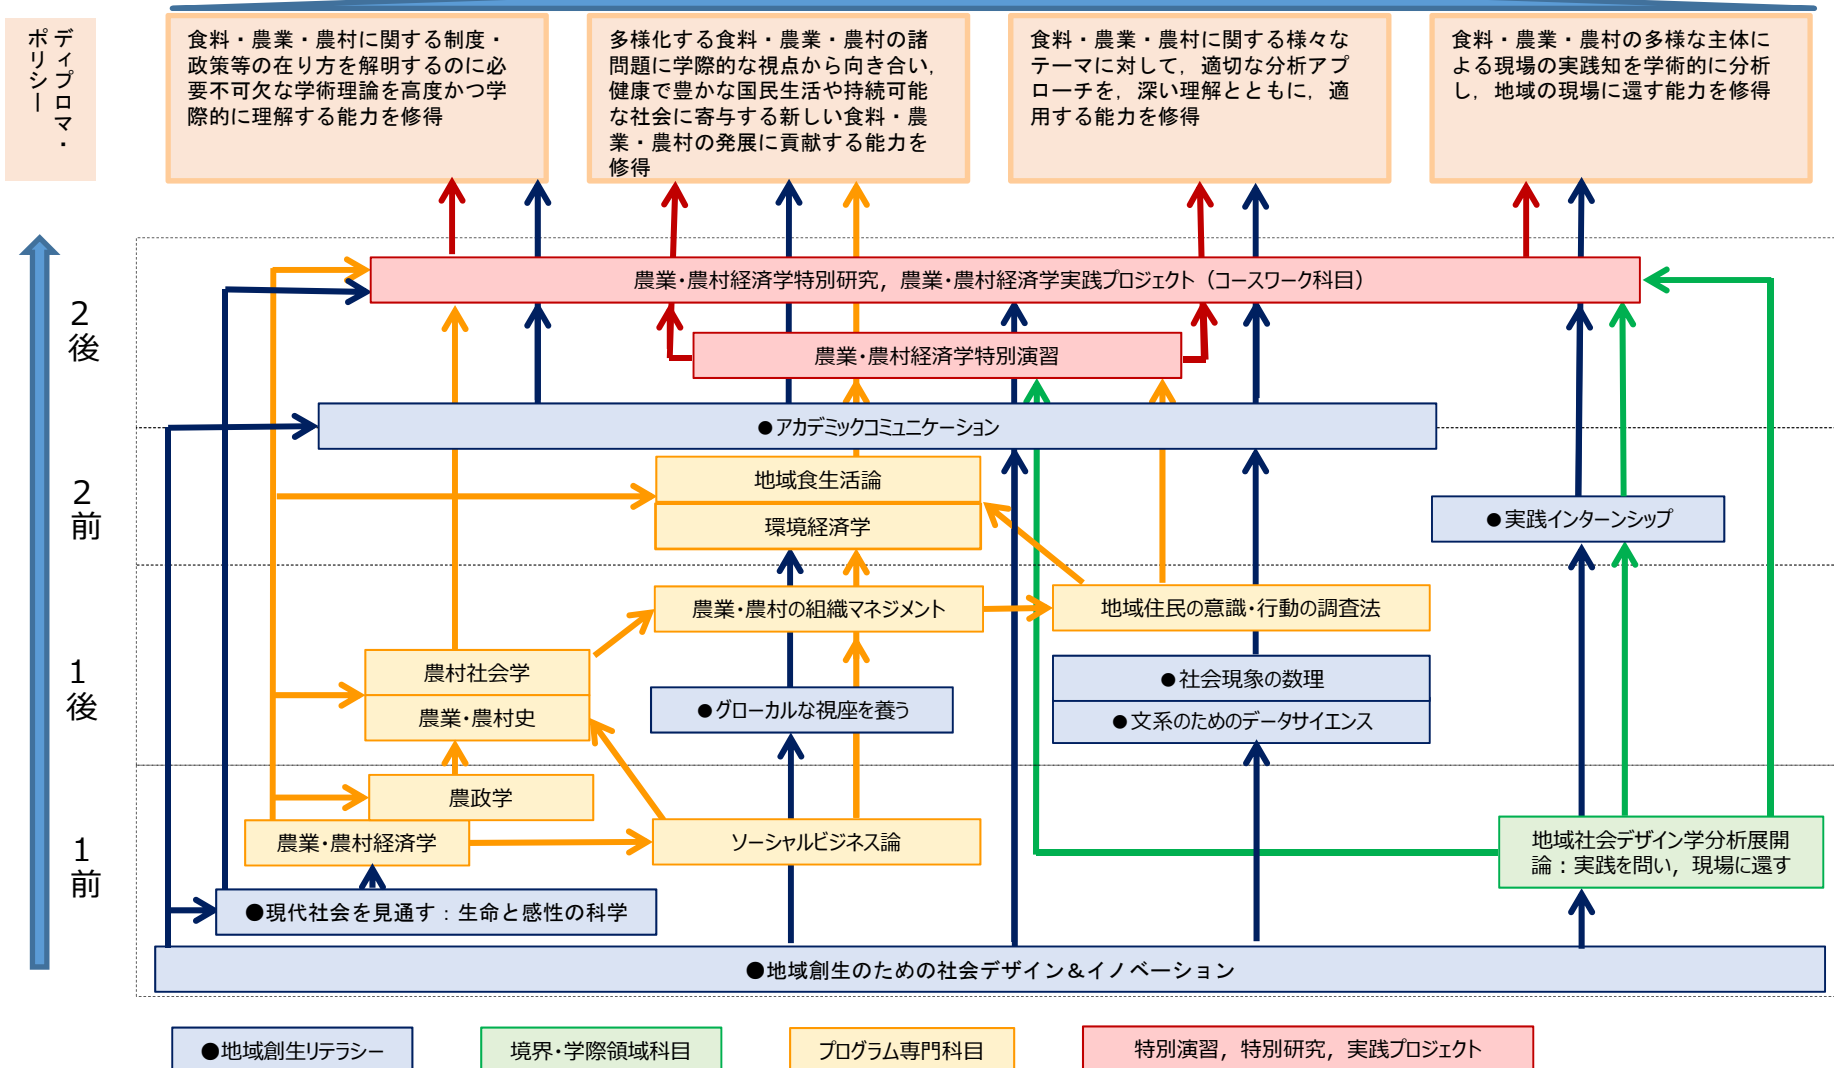 ディプロマ・
ポリシー
食料・農業・農村に関する制度・
政策等の在り方を解明するのに必
要不可欠な学術理論を高度かつ学
際的に理解する能力を修得
多様化する食料・農業・農村の諸
問題に学際的な視点から向き合い，
健康で豊かな国民生活や持続可能
な社会に寄与する新しい食料・農
業・農村の発展に貢献する能力を
修得
食料・農業・農村に関する様々な
テーマに対して，適切な分析アプ
ローチを，深い理解とともに，適
用する能力を修得
食料・農業・農村の多様な主体に
よる現場の実践知を学術的に分析
し，地域の現場に還す能力を修得
2
後
農業・農村経済学特別研究，農業・農村経済学実践プロジェクト（コースワーク科目）
農業・農村経済学特別演習
●アカデミックコミュニケーション
2
前
地域食生活論
環境経済学
●実践インターンシップ
1
後
農業・農村の組織マネジメント
地域住民の意識・行動の調査法
農村社会学
農業・農村史
●グローカルな視座を養う
●社会現象の数理
●文系のためのデータサイエンス
1
前
農政学
農業・農村経済学
ソーシャルビジネス論
地域社会デザイン学分析展開
論：実践を問い，現場に還す
●現代社会を見通す：生命と感性の科学
●地域創生のための社会デザイン＆イノベーション
●地域創生リテラシー
境界・学際領域科目
プログラム専門科目
特別演習，特別研究，実践プロジェクト